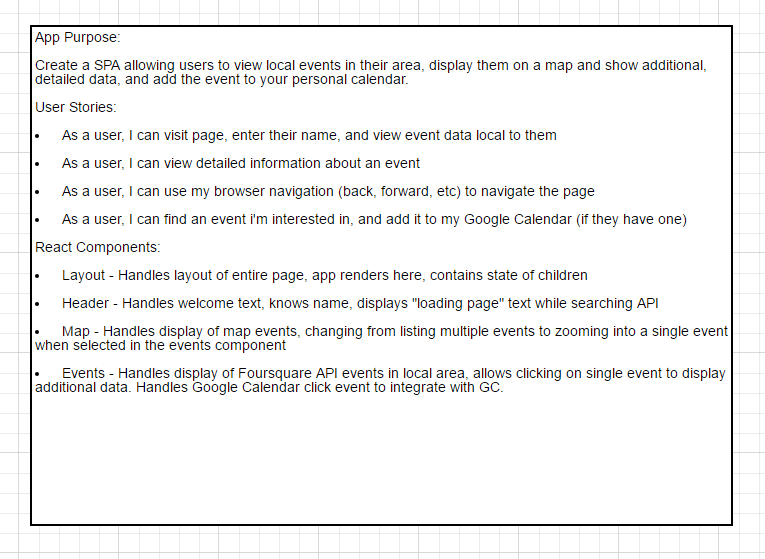 App Purpose:
Create a SPA allowing users to view local events in their area, display them on a map and show additional,
detailed data, and add the event to your personal calendar.
User Stories:
•	As a user, I can visit page, enter their name, and view event data local to them
•	As a user, I can view detailed information about an event
•	As a user, I can use my browser navigation (back, forward, etc) to navigate the page
•	As a user, I can find an event i'm interested in, and add it to my Google Calendar (if they have one)
React Components:
•	Layout - Handles layout of entire page, app renders here, contains state of children
•	Header - Handles welcome text, knows name, displays "loading page" text while searching API
•	Map - Handles display of map events, changing from listing multiple events to zooming into a single event
when selected in the events component
•	Events - Handles display of Foursquare API events in local area, allows clicking on single event to display
additional data. Handles Google Calendar click event to integrate with GC.